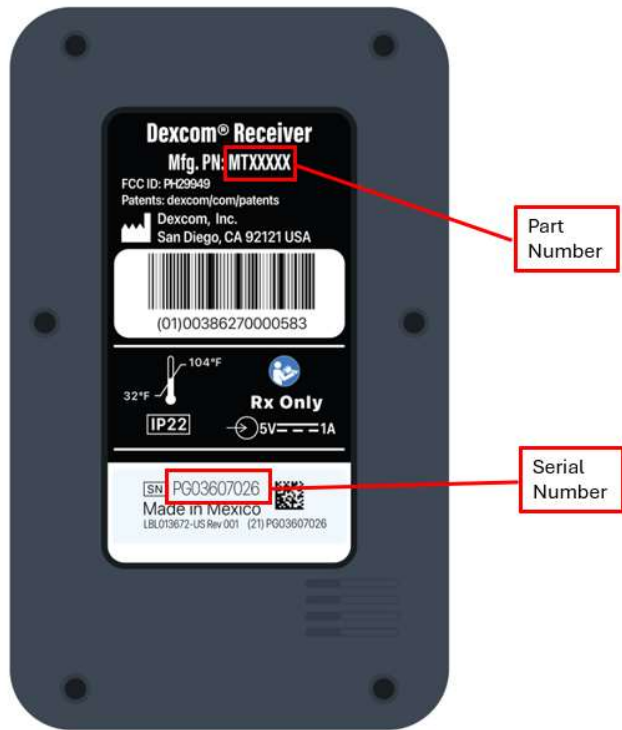 Dexcom® Receiver
Mfg. PN: MTXXXXX
FCC ID: PH29949
Patents: dexcom/com/patents
Dexcom, Inc.
San Diego, CA 92121 USA
(01)00386270000583
104°F
32°F
Rx Only
IP22
5V 1A
SN PG03607026
Made in Mexico
LBL013672-US Rev 001 (21) PG03607026
Part
Number
Serial
Number